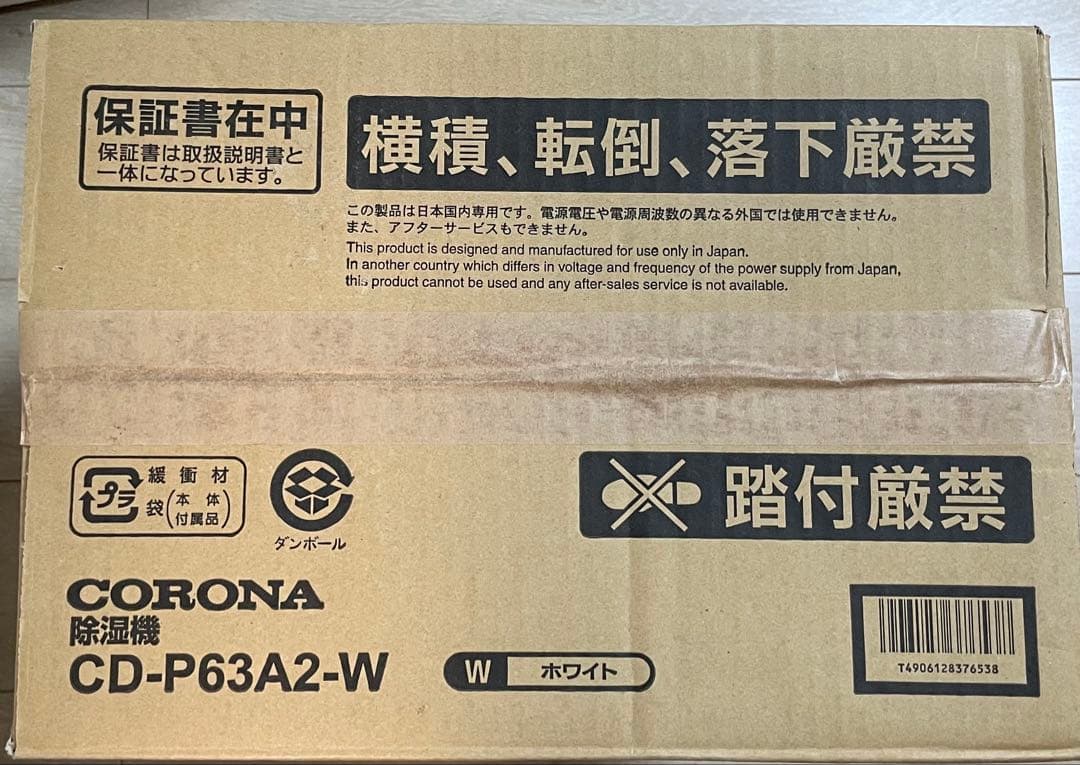 保証書在中
保証書は取扱説明書と
一体になっています。
横積、転倒、落下厳禁
この製品は日本国内専用です。電源電圧や電源周波数の異なる外国では使用できません。
また、アフターサービスもできません。
This product is designed and manufactured for use only in Japan.
In another country which differs in voltage and frequency of the power supply from Japan,
this product cannot be used and any after-sales service is not available.
プラ
緩衝材
袋(本体付属品)
ダンボール
踏付厳禁
CORONA
除湿機
CD-P63A2-W
W ホワイト
T4906128376538